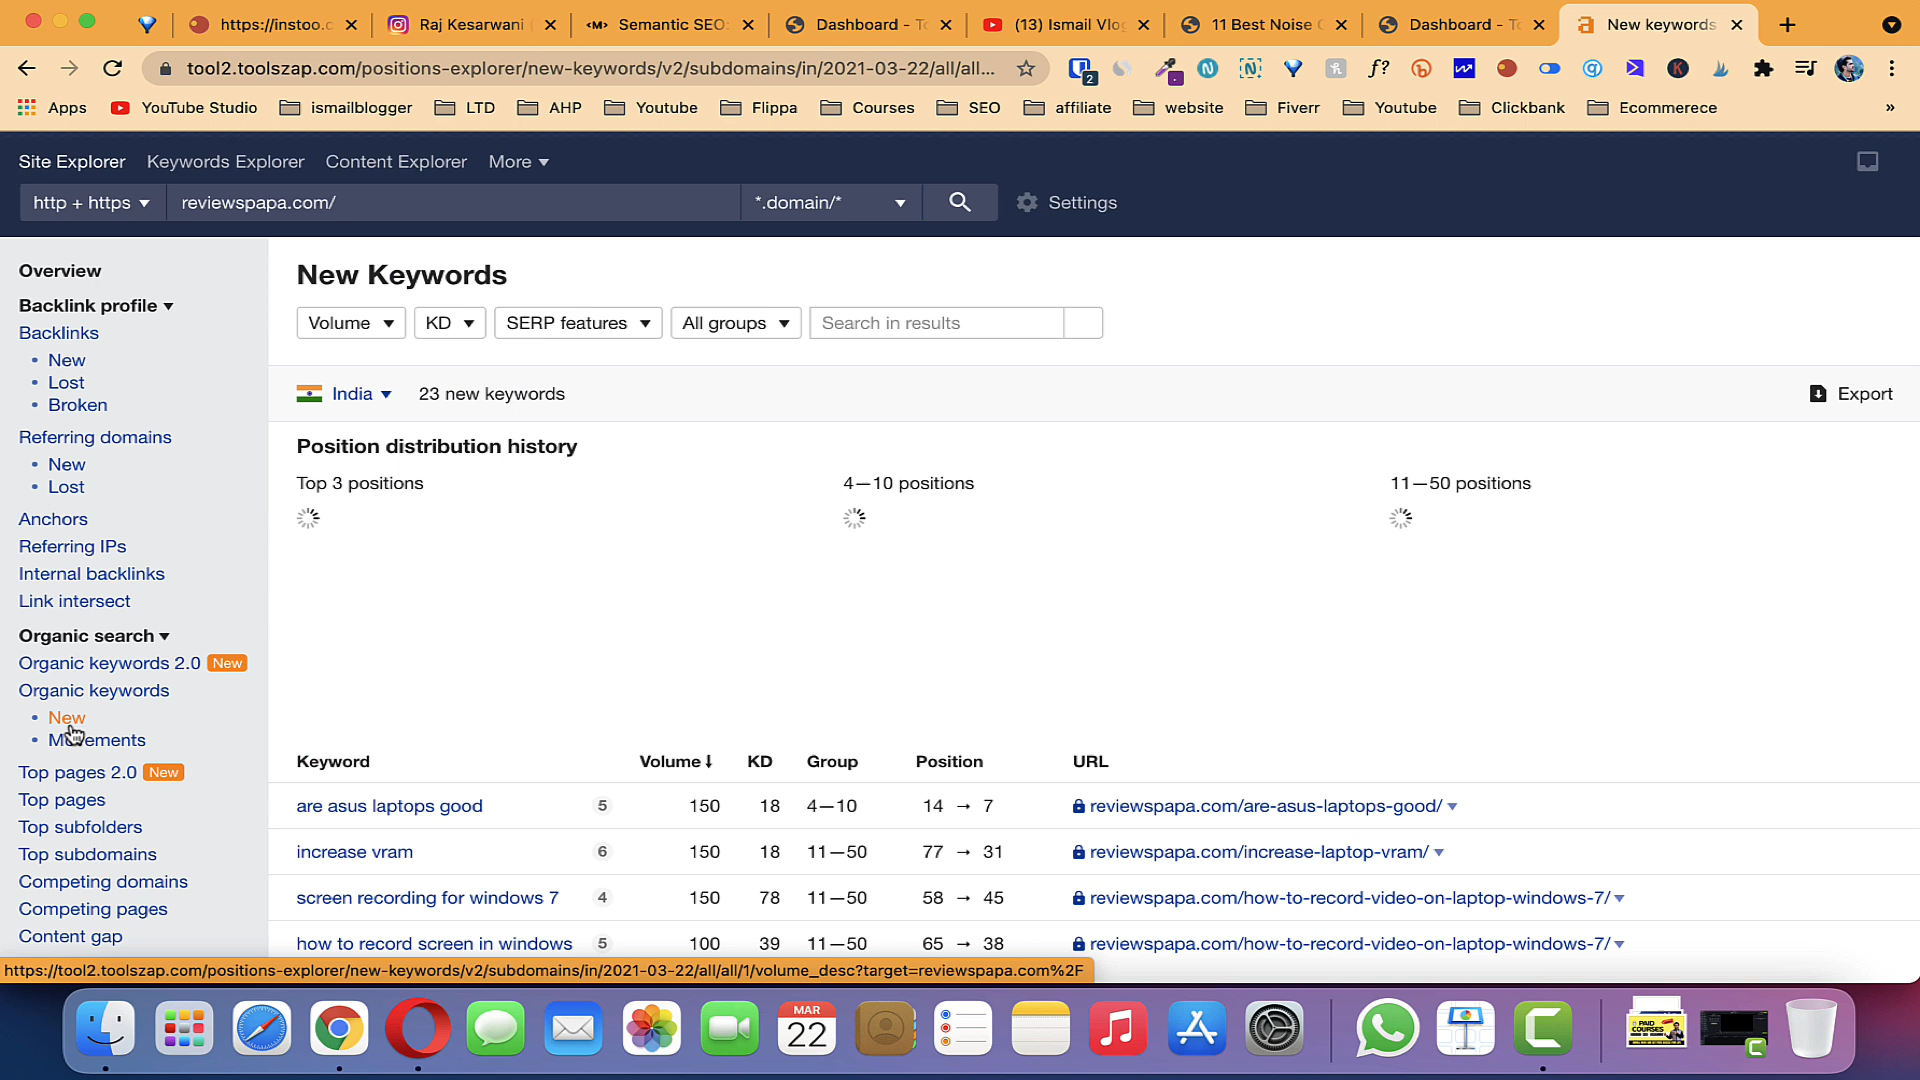 https://instoo.c
Raj Kesarwani
<M> Semantic SEO:
Dashboard - To
(13) Ismail Vlog
11 Best Noise C
Dashboard - To
New keywords
tool2.toolszap.com/positions-explorer/new-keywords/v2/subdomains/in/2021-03-22/all/all...
2
f?
Apps
YouTube Studio
ismailblogger
LTD
AHP
Youtube
Flippa
Courses
SEO
affiliate
website
Fiverr
Youtube
Clickbank
Ecommerece
»
Site Explorer
Keywords Explorer
Content Explorer
More
http + https
reviewspapa.com/
*.domain/*
Settings
Overview
Backlink profile
Backlinks
• New
• Lost
• Broken
Referring domains
• New
• Lost
Anchors
Referring IPs
Internal backlinks
Link intersect
Organic search
Organic keywords 2.0 New
Organic keywords
• New
• Movements
Top pages 2.0 New
Top pages
Top subfolders
Top subdomains
Competing domains
Competing pages
Content gap
New Keywords
Volume
KD
SERP features
All groups
Search in results
India
23 new keywords
Export
Position distribution history
Top 3 positions
4—10 positions
11—50 positions
Keyword Volume KD Group Position URL
are asus laptops good 5 150 18 4—10 14 → 7 reviewspapa.com/are-asus-laptops-good/
increase vram 6 150 18 11—50 77 → 31 reviewspapa.com/increase-laptop-vram/
screen recording for windows 7 4 150 78 11—50 58 → 45 reviewspapa.com/how-to-record-video-on-laptop-windows-7/
how to record screen in windows 5 100 39 11—50 65 → 38 reviewspapa.com/how-to-record-video-on-laptop-windows-7/
https://tool2.toolszap.com/positions-explorer/new-keywords/v2/subdomains/in/2021-03-22/all/all/1/volume_desc?target=reviewspapa.com%2F
MAR
22
PAID
COURSES